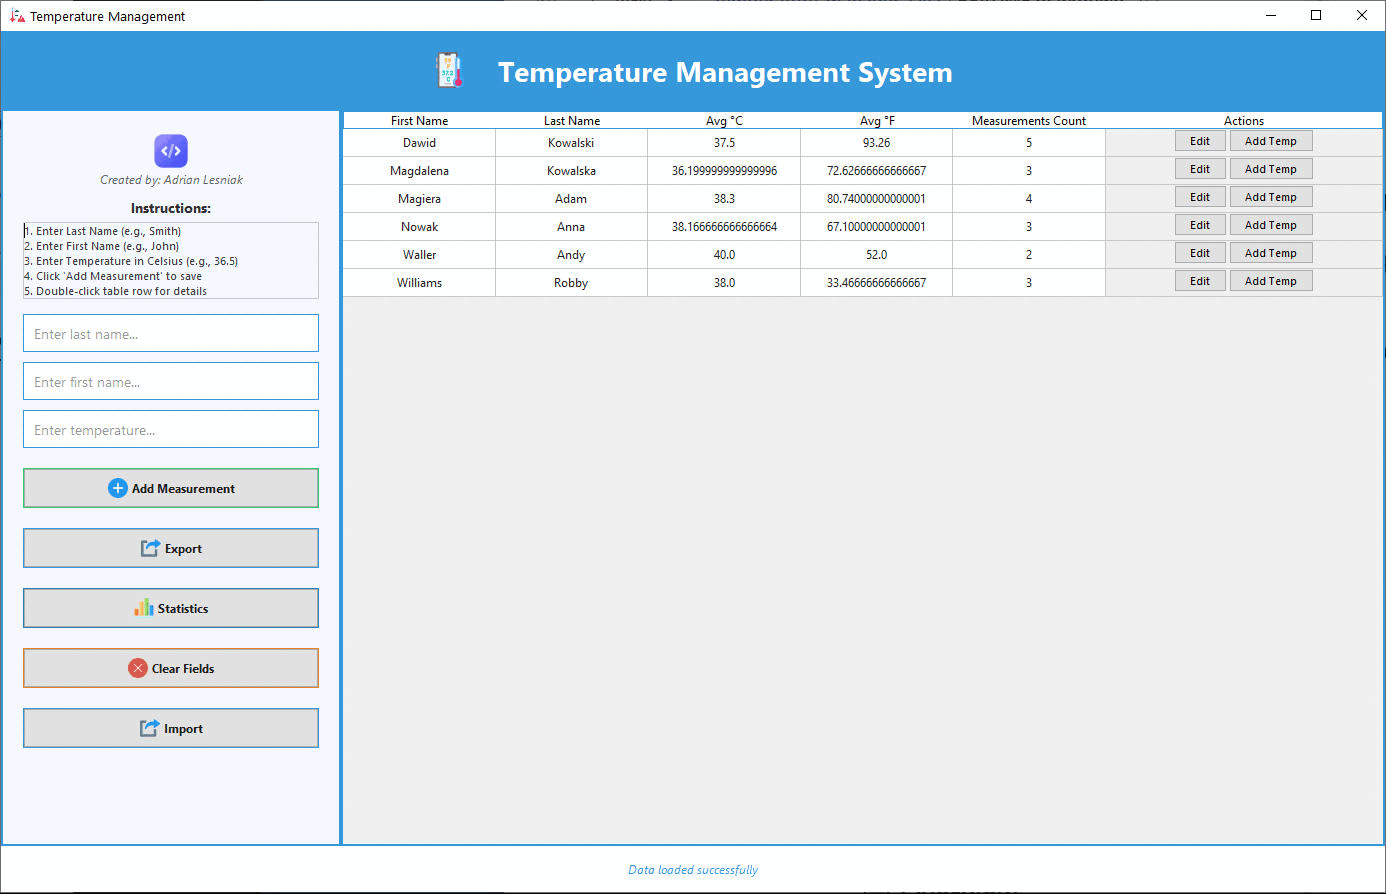 Temperature Management
Temperature Management System
Created by: Adrian Lesniak
Instructions:
1. Enter Last Name (e.g., Smith)
2. Enter First Name (e.g., John)
3. Enter Temperature in Celsius (e.g., 36.5)
4. Click `Add Measurement` to save
5. Double-click table row for details
Enter last name...
Enter first name...
Enter temperature...
Add Measurement
Export
Statistics
Clear Fields
Import
First Name Last Name Avg °C Avg °F Measurements Count Actions
Dawid Kowalski 37.5 93.26 5 Edit Add Temp
Magdalena Kowalska 36.199999999999996 72.62666666666667 3 Edit Add Temp
Magiera Adam 38.3 80.74000000000001 4 Edit Add Temp
Nowak Anna 38.166666666666664 67.10000000000001 3 Edit Add Temp
Waller Andy 40.0 52.0 2 Edit Add Temp
Williams Robby 38.0 33.46666666666667 3 Edit Add Temp
Data loaded successfully